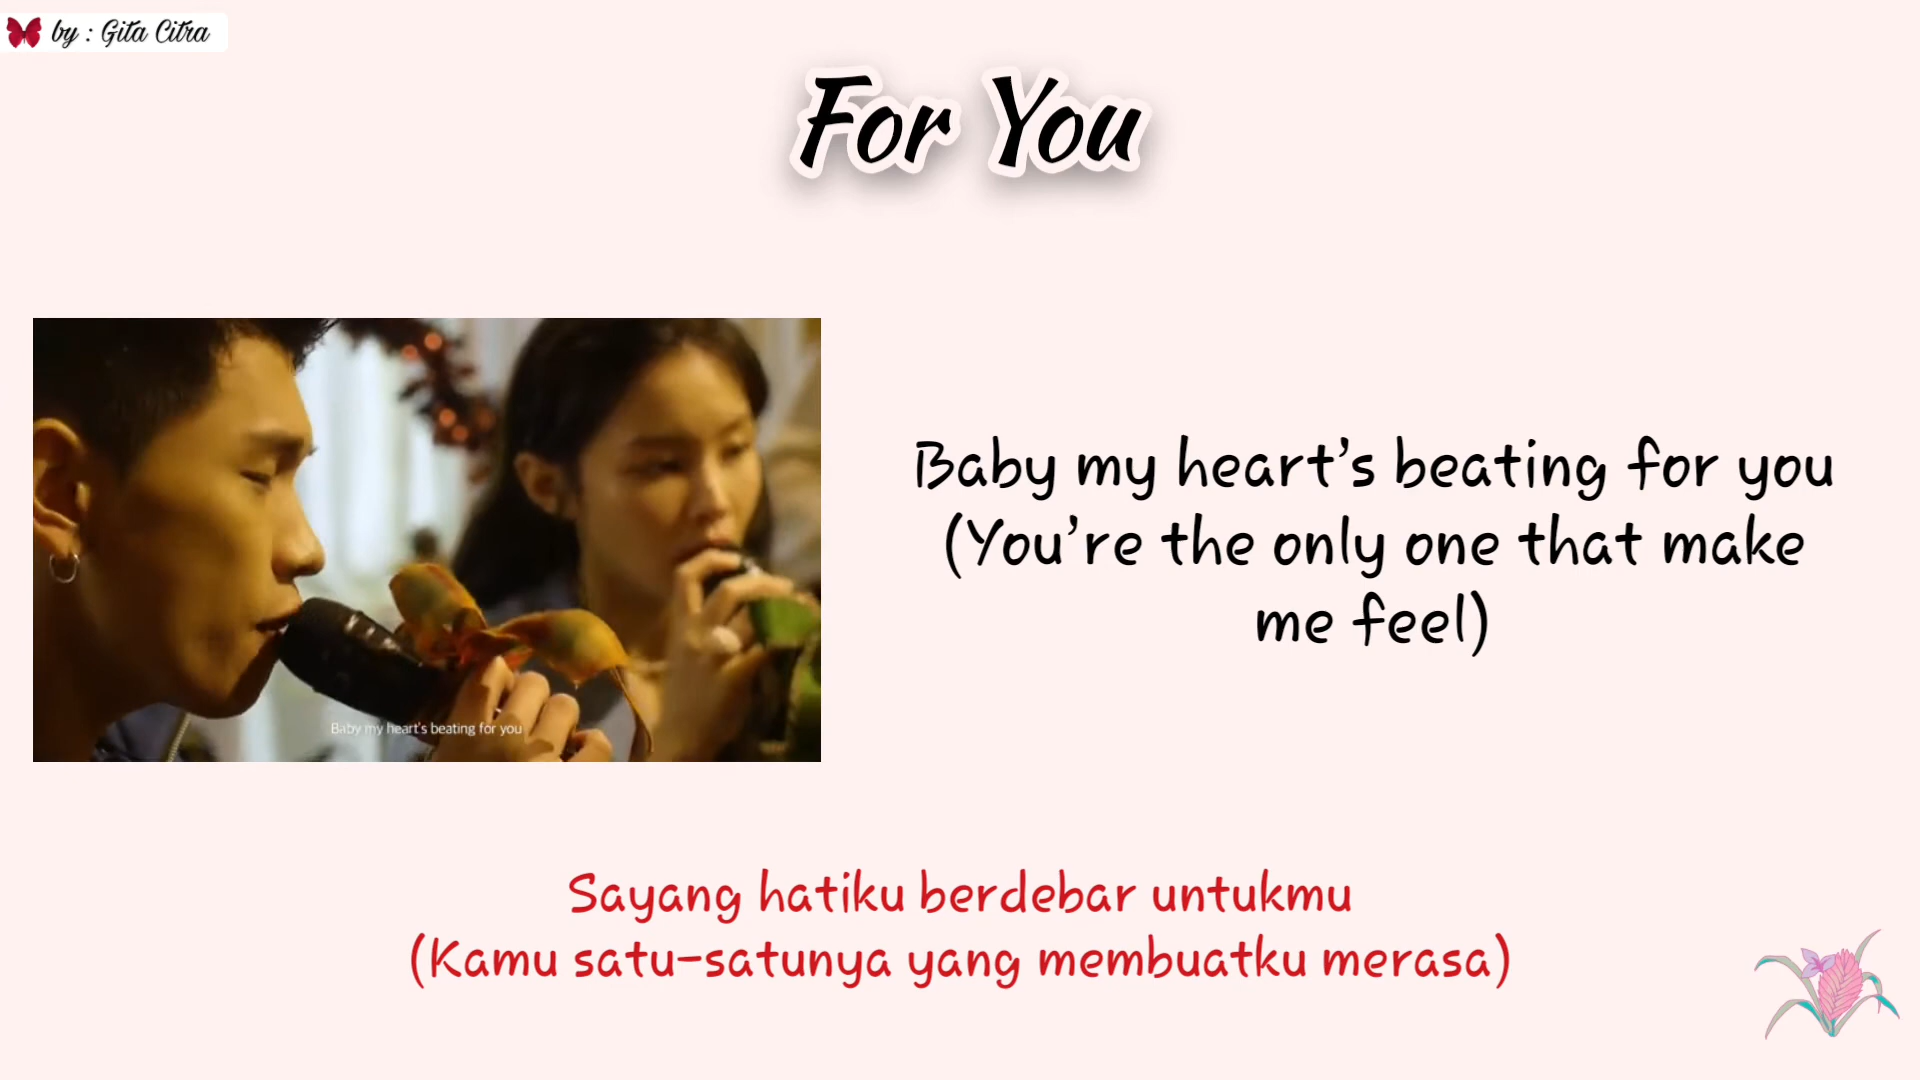 by : Gita Citra
For You
Baby my heart's beating for you
(You're the only one that make
me feel)
Baby my heart's beating for you
Sayang hatiku berdebar untukmu
(Kamu satu-satunya yang membuatku merasa)